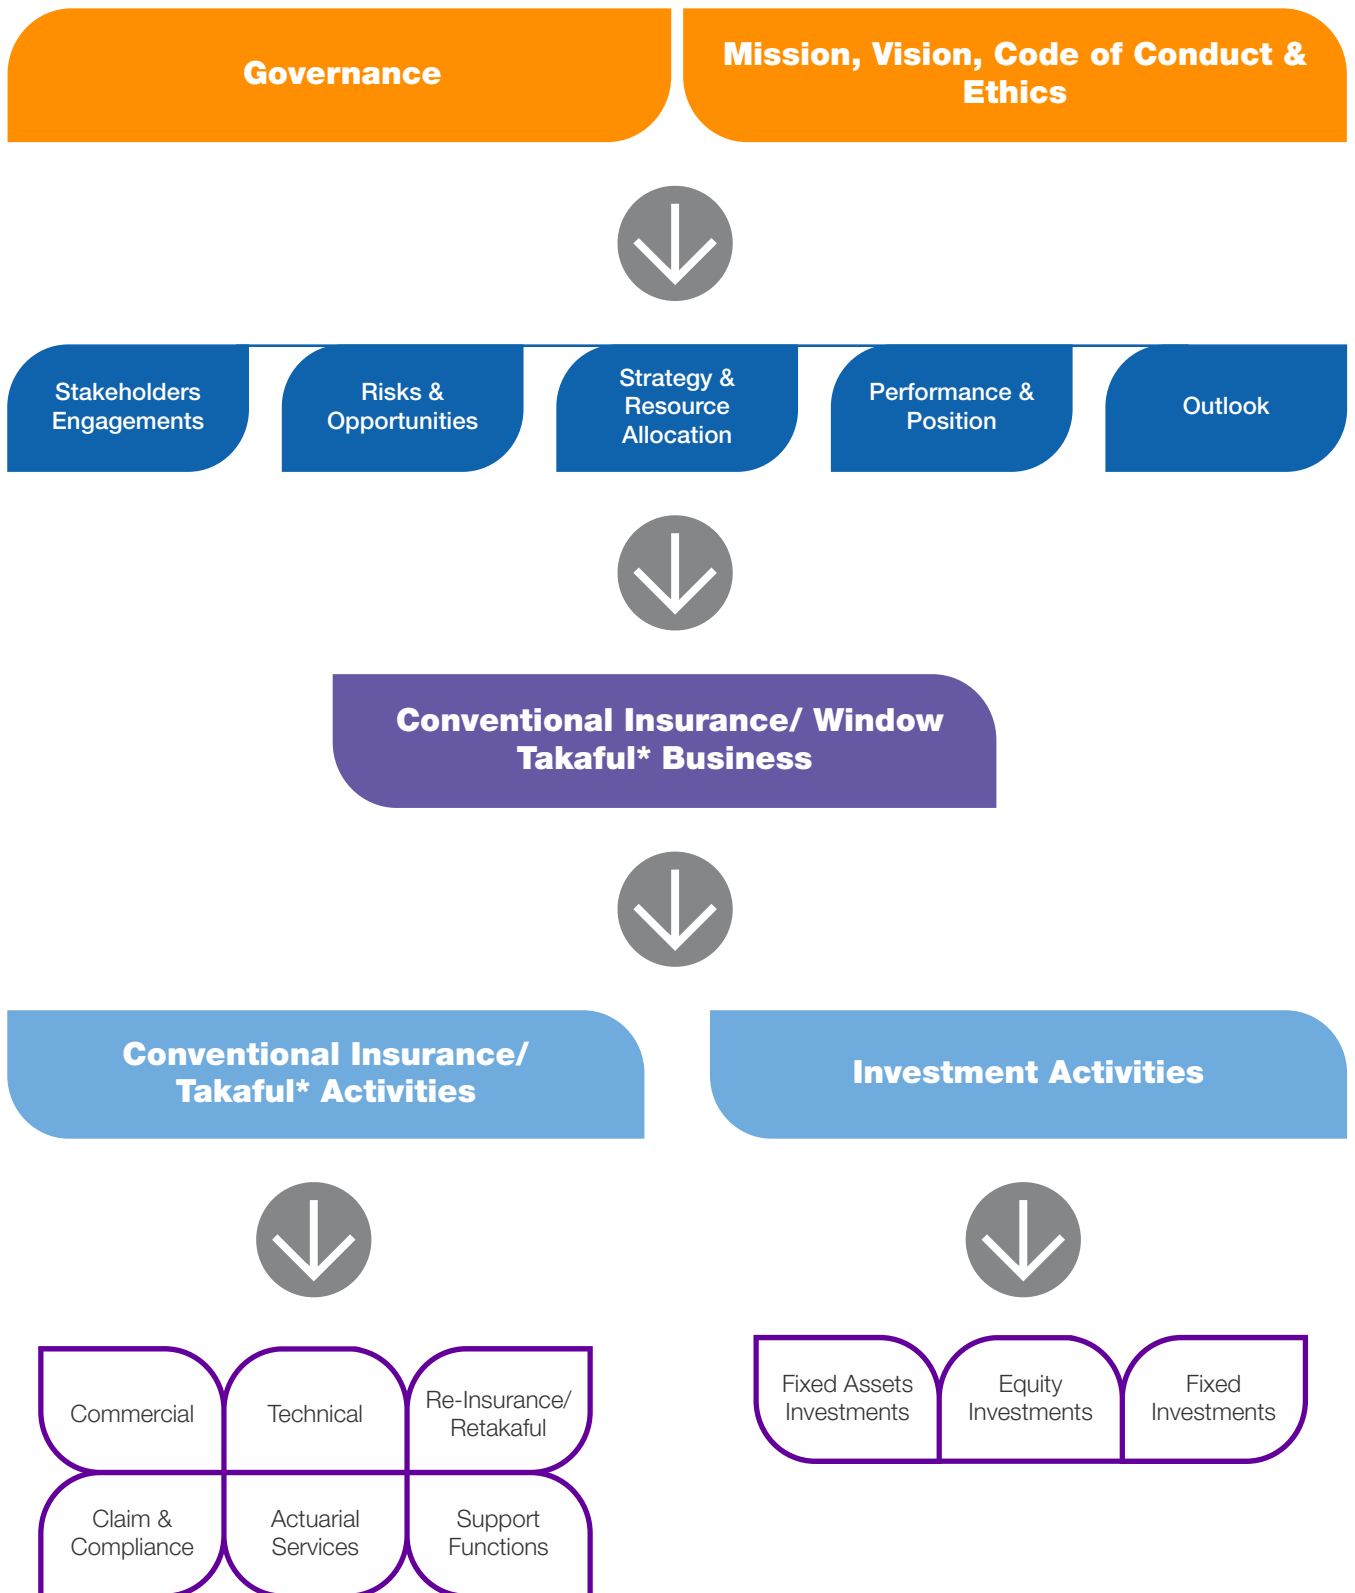 Governance
Mission, Vision, Code of Conduct &
Ethics
Stakeholders
Engagements
Risks &
Opportunities
Strategy &
Resource
Allocation
Performance &
Position
Outlook
Conventional Insurance/ Window
Takaful* Business
Conventional Insurance/
Takaful* Activities
Investment Activities
Commercial
Technical
Re-Insurance/
Retakaful
Claim &
Compliance
Actuarial
Services
Support
Functions
Fixed Assets
Investments
Equity
Investments
Fixed
Investments